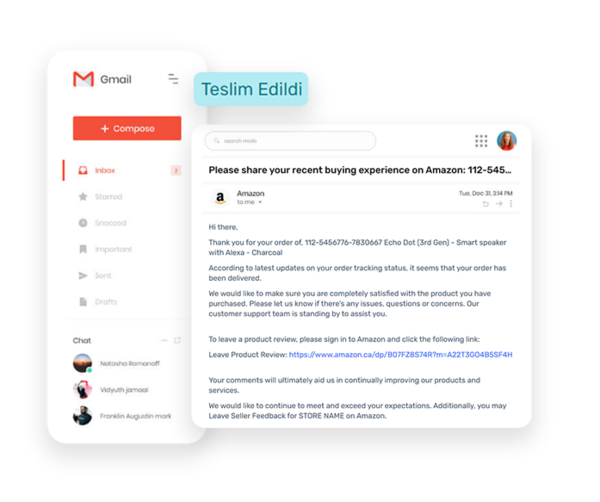 Gmail
Teslim Edildi
+ Compose
Inbox
2
Starred
Snoozed
Important
Sent
Drafts
Chat
Natasha Romanoff
Vidyuth jamaal
Franklin Augustin mark
search mails
Please share your recent buying experience on Amazon: 112-545...
Amazon
to me
Tue, Dec 31, 3:14 PM
Hi there,
Thank you for your order of, 112-5456776-7830667 Echo Dot (3rd Gen) - Smart speaker
with Alexa - Charcoal
According to latest updates on your order tracking status, it seems that your order has
been delivered.
We would like to make sure you are completely satisfied with the product you have
purchased. Please let us know if there's any issues, questions or concerns. Our
customer support team is standing by to assist you.
To leave a product review, please sign in to Amazon and click the following link:
Leave Product Review: https://www.amazon.ca/dp/B07FZ8S74R?m=A22T3GO4B5SF4H
Your comments will ultimately aid us in continually improving our products and
services.
We would like to continue to meet and exceed your expectations. Additionally, you may
Leave Seller Feedback for STORE NAME on Amazon.